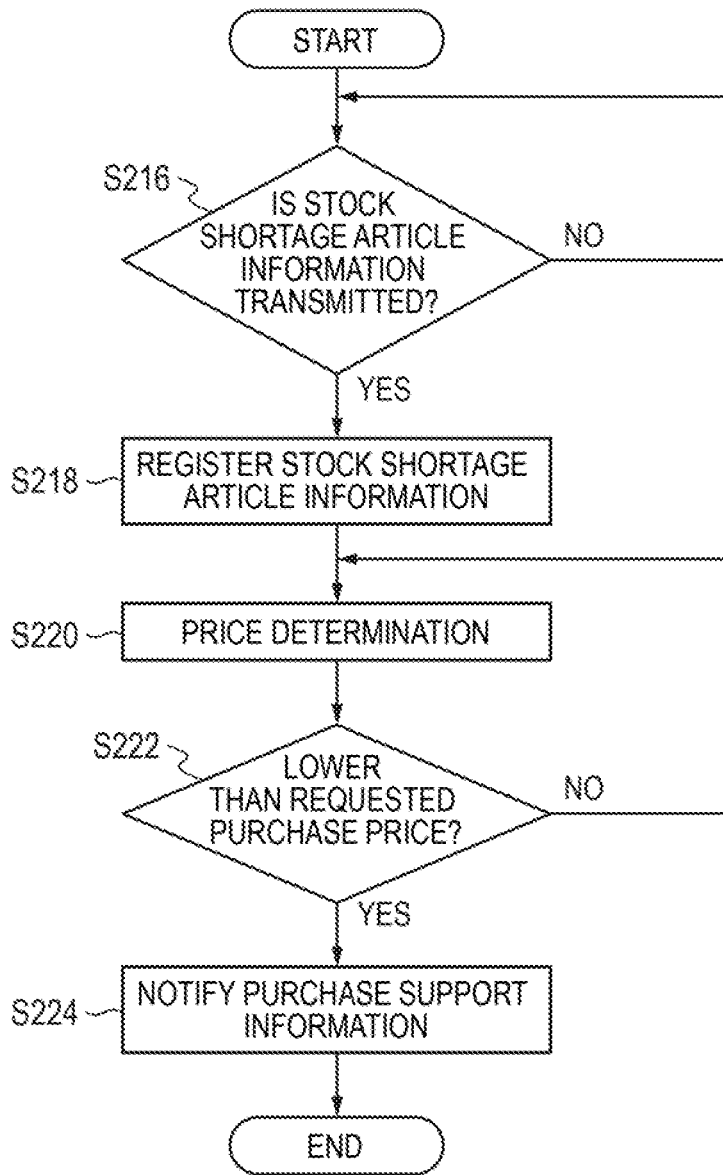 START
S216
IS STOCK
SHORTAGE ARTICLE
INFORMATION
TRANSMITTED?
NO
YES
S218
REGISTER STOCK SHORTAGE
ARTICLE INFORMATION
S220
PRICE DETERMINATION
S222
LOWER
THAN REQUESTED
PURCHASE PRICE?
NO
YES
S224
NOTIFY PURCHASE SUPPORT
INFORMATION
END